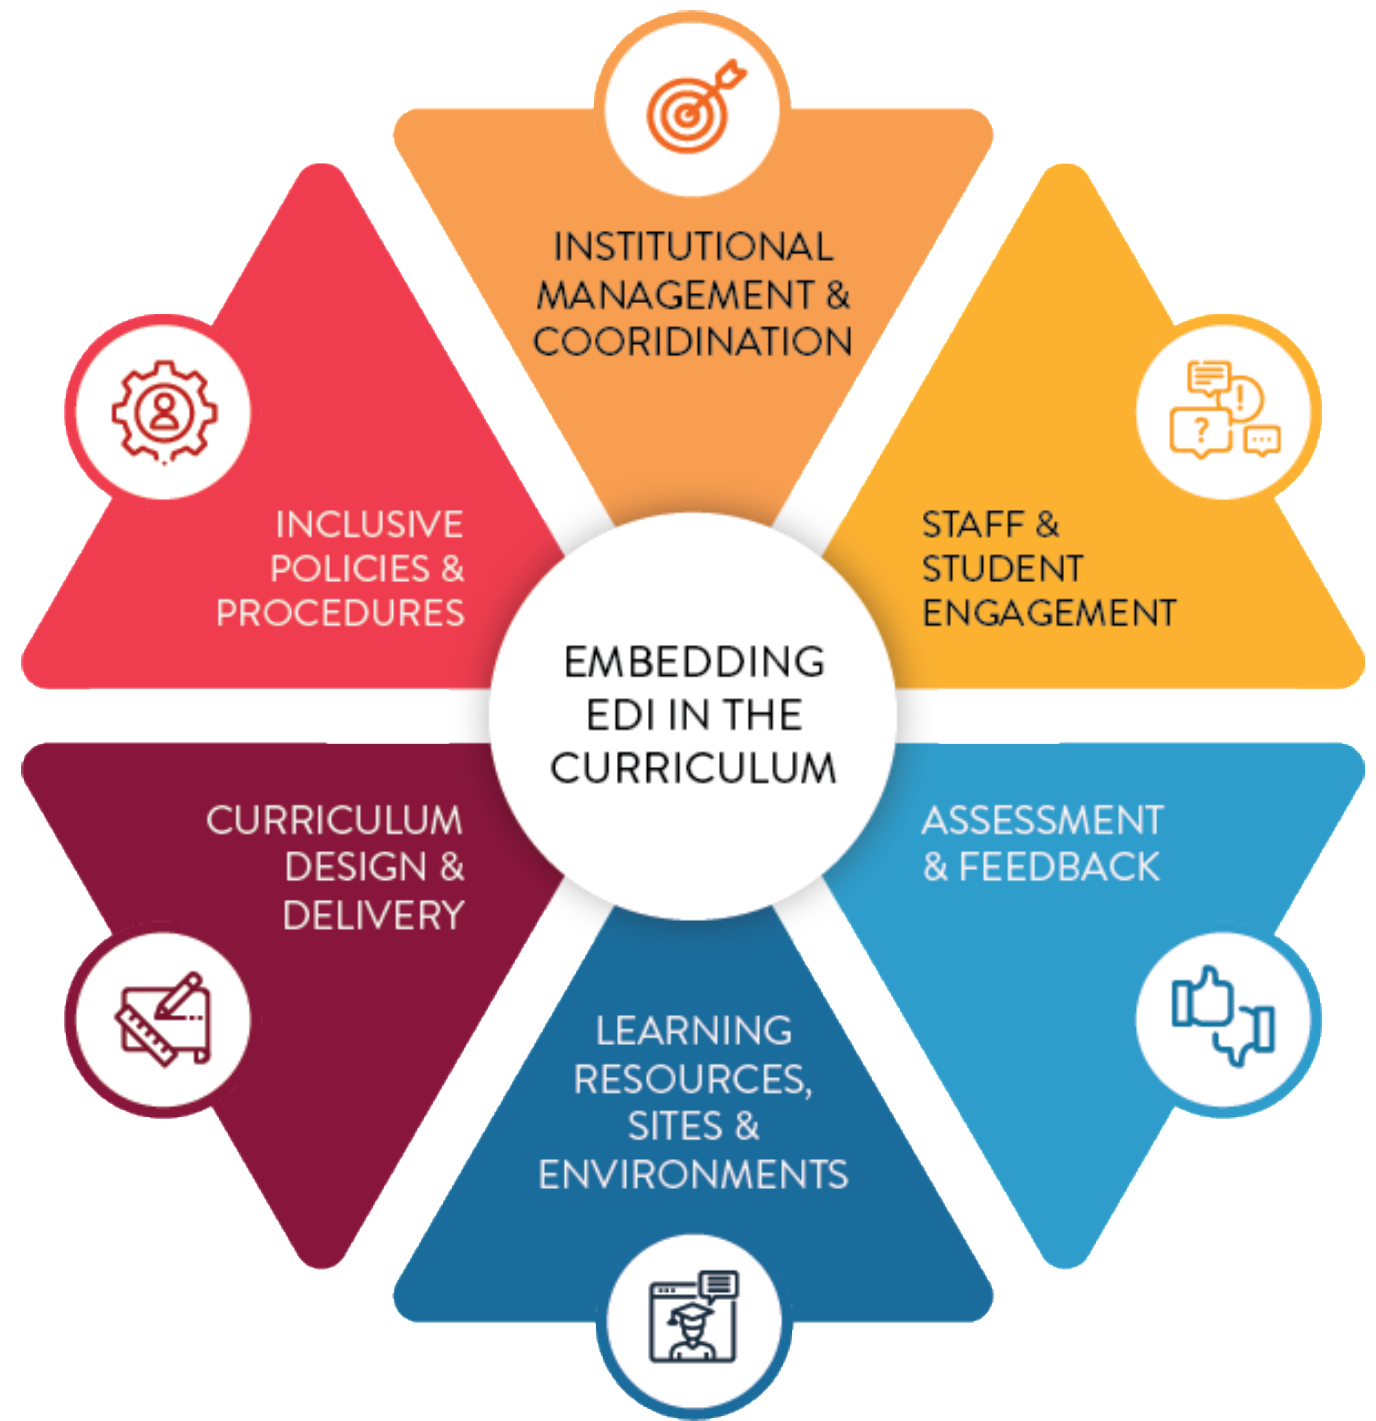 INSTITUTIONAL
MANAGEMENT &
COORIDINATION
STAFF &
STUDENT
ENGAGEMENT
ASSESSMENT
& FEEDBACK
LEARNING
RESOURCES,
SITES &
ENVIRONMENTS
CURRICULUM
DESIGN &
DELIVERY
INCLUSIVE
POLICIES &
PROCEDURES
EMBEDDING
EDI IN THE
CURRICULUM